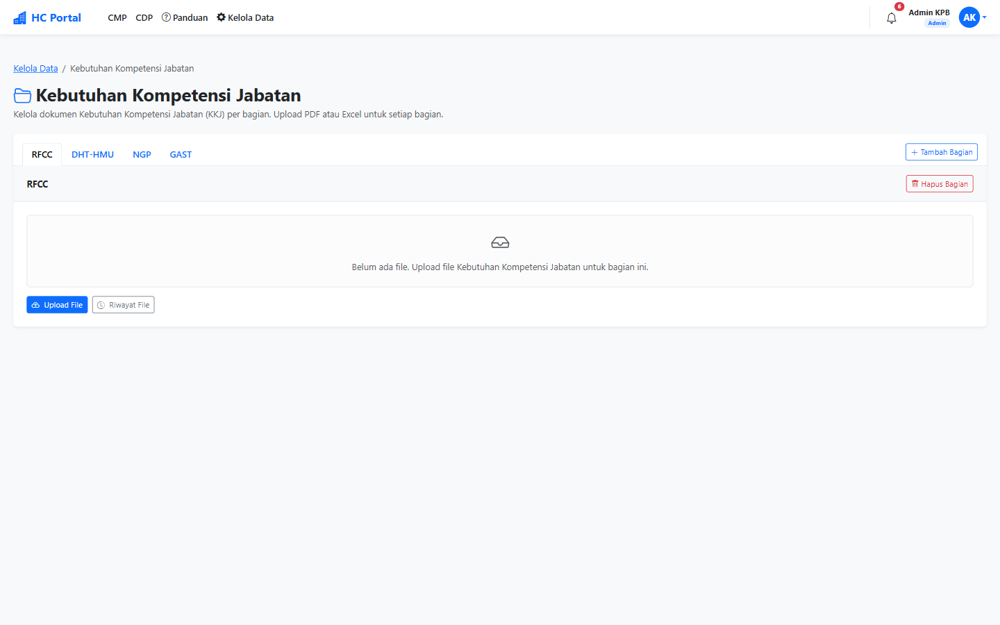 HC Portal
CMP
CDP
Panduan
Kelola Data
6
Admin KPB
Admin
AK
Kelola Data / Kebutuhan Kompetensi Jabatan
Kebutuhan Kompetensi Jabatan
Kelola dokumen Kebutuhan Kompetensi Jabatan (KKJ) per bagian. Upload PDF atau Excel untuk setiap bagian.
RFCC
DHT-HMU
NGP
GAST
+ Tambah Bagian
RFCC
Hapus Bagian
Belum ada file. Upload file Kebutuhan Kompetensi Jabatan untuk bagian ini.
Upload File
Riwayat File